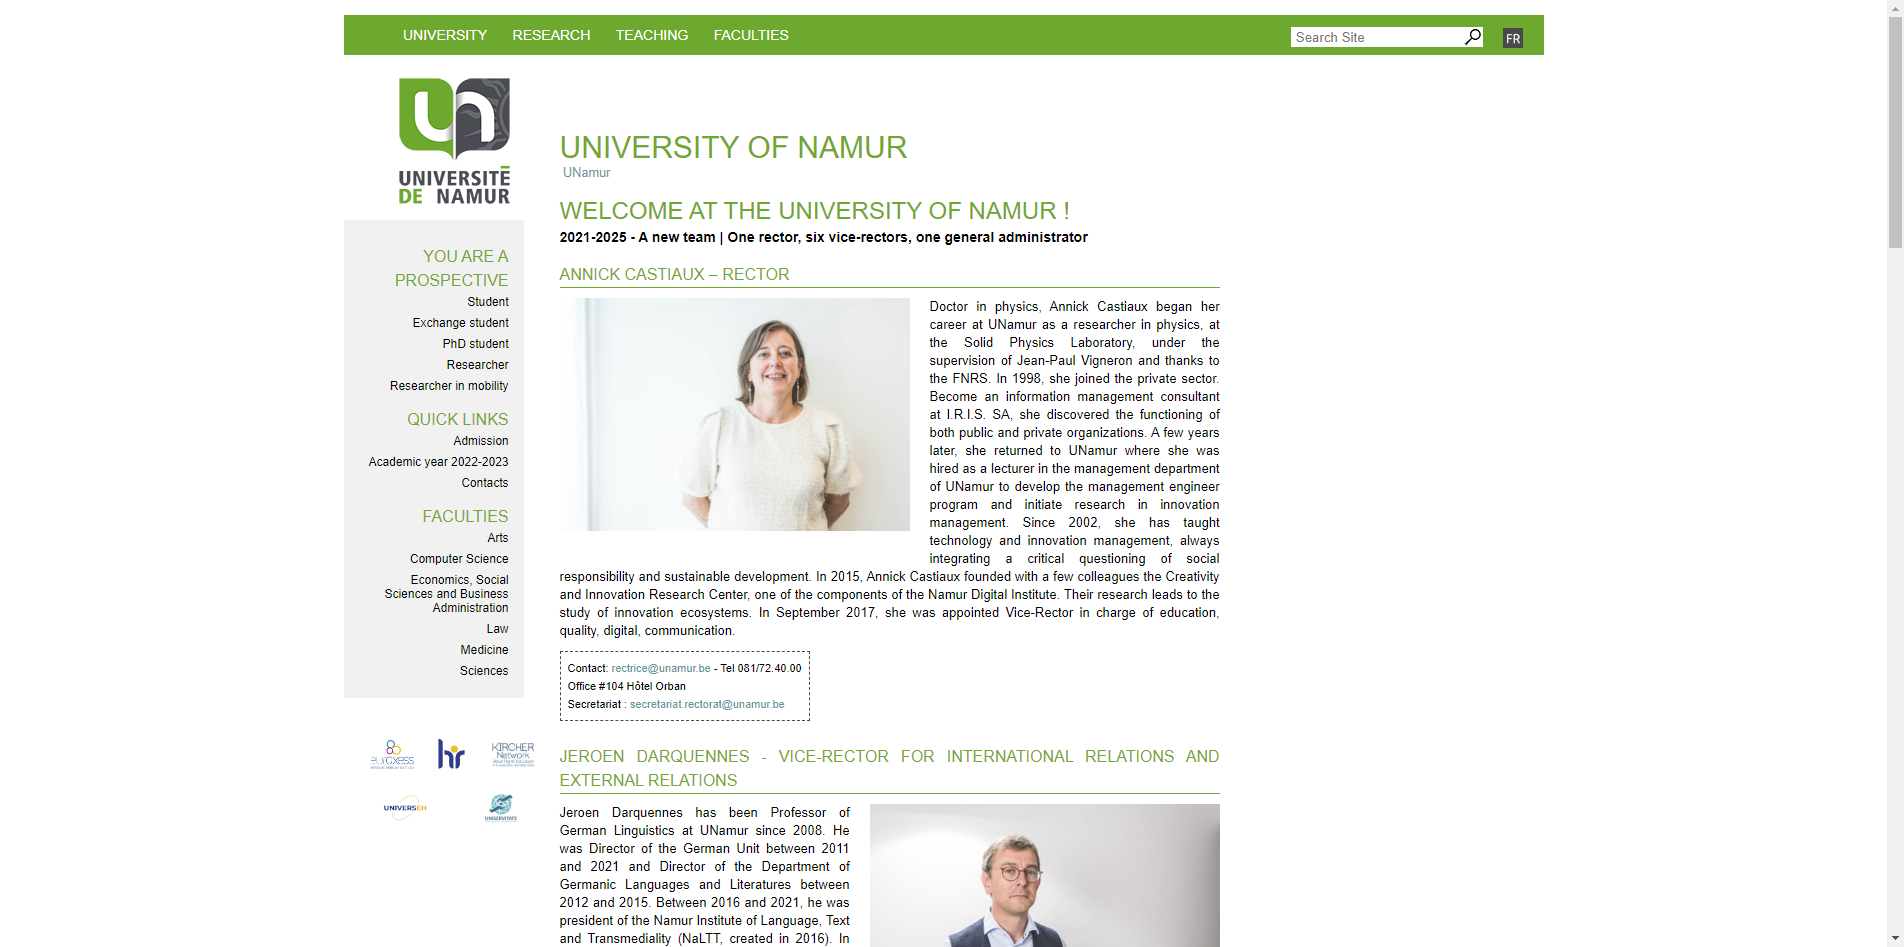 UNIVERSITY RESEARCH TEACHING FACULTIES
Search Site
FR
UNIVERSITÉ
DE NAMUR
YOU ARE A
PROSPECTIVE
Student
Exchange student
PhD student
Researcher
Researcher in mobility
QUICK LINKS
Admission
Academic year 2022-2023
Contacts
FACULTIES
Arts
Computer Science
Economics, Social
Sciences and Business
Administration
Law
Medicine
Sciences
euraxess
hr
KIRCHER
Network
UNIVERSEH
UNISERVITATE
UNIVERSITY OF NAMUR
UNamur
WELCOME AT THE UNIVERSITY OF NAMUR !
2021-2025 - A new team | One rector, six vice-rectors, one general administrator
ANNICK CASTIAUX – RECTOR
Doctor in physics, Annick Castiaux began her
career at UNamur as a researcher in physics, at
the Solid Physics Laboratory, under the
supervision of Jean-Paul Vigneron and thanks to
the FNRS. In 1998, she joined the private sector.
Become an information management consultant
at I.R.I.S. SA, she discovered the functioning of
both public and private organizations. A few years
later, she returned to UNamur where she was
hired as a lecturer in the management department
of UNamur to develop the management engineer
program and initiate research in innovation
management. Since 2002, she has taught
technology and innovation management, always
integrating a critical questioning of social
responsibility and sustainable development. In 2015, Annick Castiaux founded with a few colleagues the Creativity
and Innovation Research Center, one of the components of the Namur Digital Institute. Their research leads to the
study of innovation ecosystems. In September 2017, she was appointed Vice-Rector in charge of education,
quality, digital, communication.
Contact: rectrice@unamur.be - Tel 081/72.40.00
Office #104 Hôtel Orban
Secretariat : secretariat.rectorat@unamur.be
JEROEN DARQUENNES - VICE-RECTOR FOR INTERNATIONAL RELATIONS AND
EXTERNAL RELATIONS
Jeroen Darquennes has been Professor of
German Linguistics at UNamur since 2008. He
was Director of the German Unit between 2011
and 2021 and Director of the Department of
Germanic Languages and Literatures between
2012 and 2015. Between 2016 and 2021, he was
president of the Namur Institute of Language, Text
and Transmediality (NaLTT, created in 2016). In